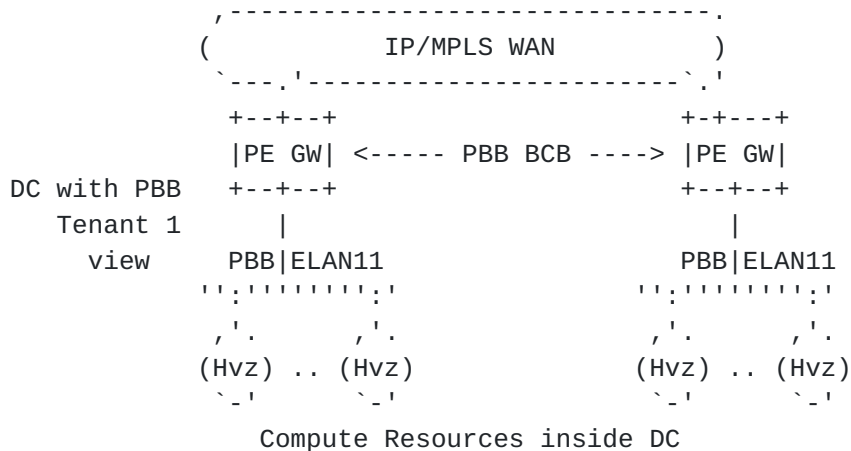 ,-------------------------------.
( IP/MPLS WAN )
`---.'------------------------`.'
+--+--+ +-+---+
|PE GW| <----- PBB BCB ----> |PE GW|
DC with PBB +--+--+ +--+--+
Tenant 1 | |
view PBB|ELAN11 PBB|ELAN11
'':'''''''':' '':'''''''':'
,'. ,'. ,'. ,'.
(Hvz) .. (Hvz) (Hvz) .. (Hvz)
`-' `-' `-' `-'
Compute Resources inside DC